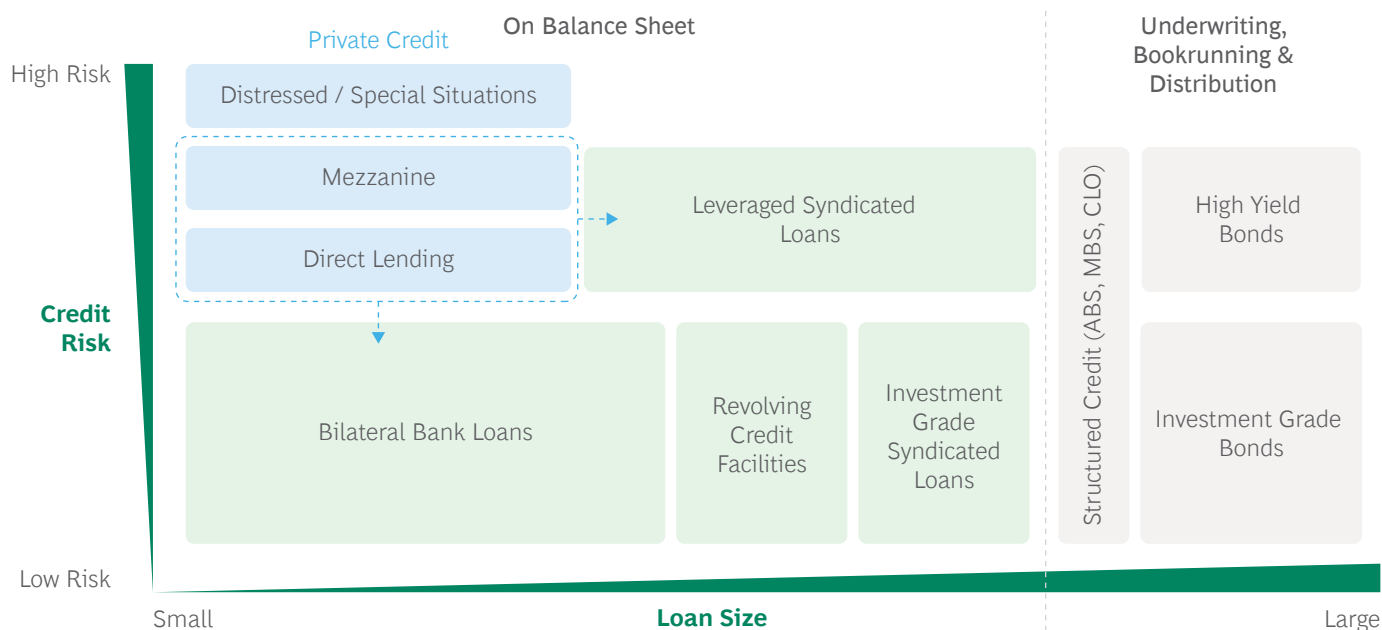 On Balance Sheet
Underwriting,
Bookrunning &
Distribution
Private Credit
High Risk
Distressed / Special Situations
Mezzanine
Direct Lending
Leveraged Syndicated
Loans
Structured Credit (ABS, MBS, CLO)
High Yield
Bonds
Credit
Risk
Bilateral Bank Loans
Revolving
Credit
Facilities
Investment
Grade
Syndicated
Loans
Investment Grade
Bonds
Low Risk
Small
Loan Size
Large